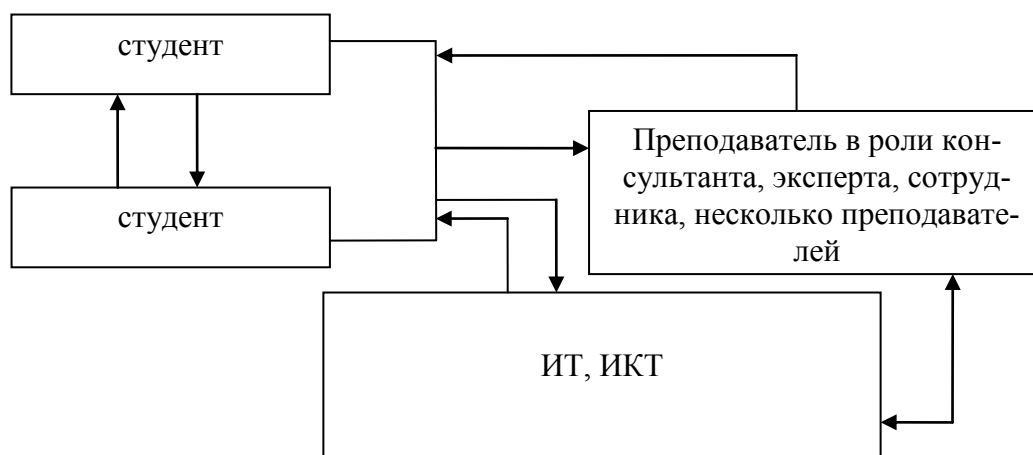 студент
студент
Преподаватель в роли кон-
сультанта, эксперта, сотруд-
ника, несколько преподавате-
лей
ИТ, ИКТ